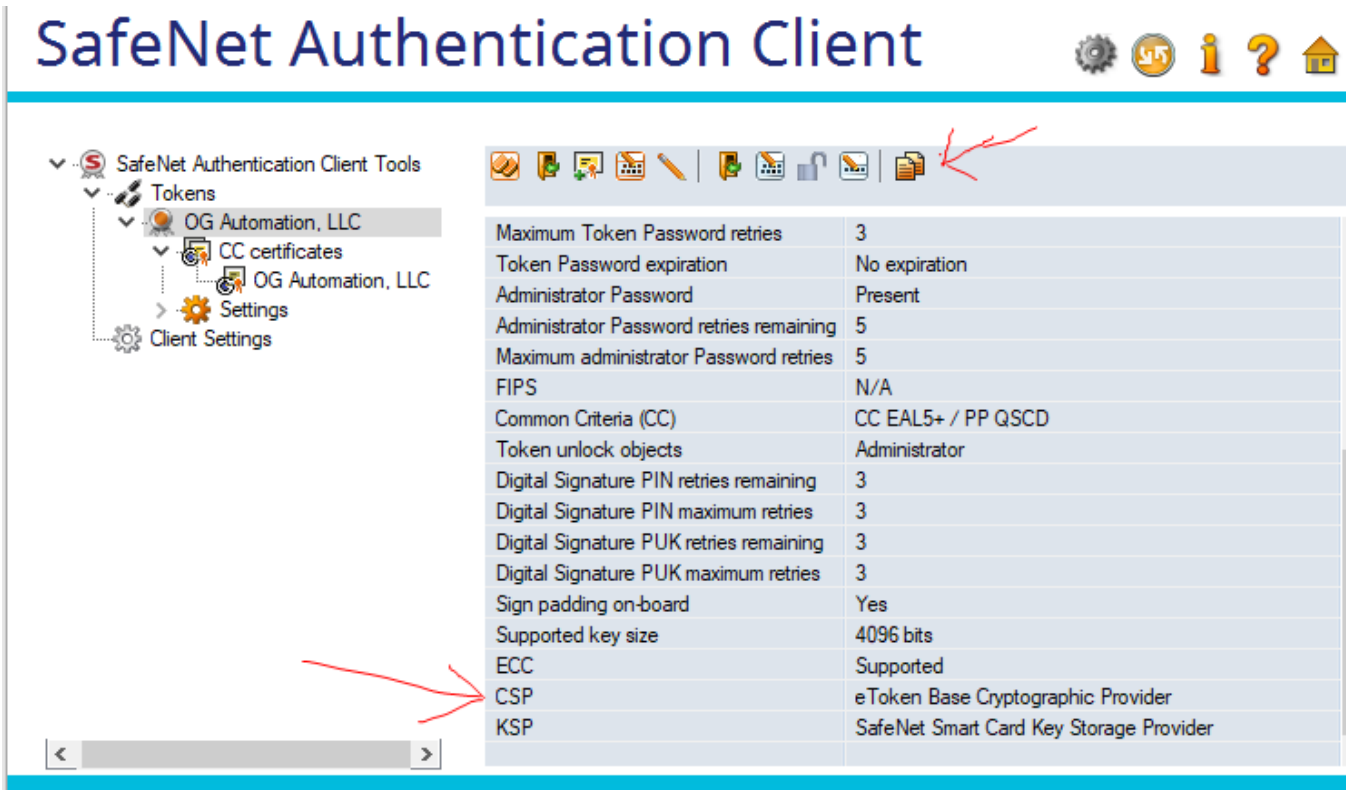 SafeNet Authentication Client
SafeNet Authentication Client Tools
Tokens
OG Automation, LLC
CC certificates
OG Automation, LLC
Settings
Client Settings
Maximum Token Password retries 3
Token Password expiration No expiration
Administrator Password Present
Administrator Password retries remaining 5
Maximum administrator Password retries 5
FIPS N/A
Common Criteria (CC) CC EAL5+ / PP QSCD
Token unlock objects Administrator
Digital Signature PIN retries remaining 3
Digital Signature PIN maximum retries 3
Digital Signature PUK retries remaining 3
Digital Signature PUK maximum retries 3
Sign padding on-board Yes
Supported key size 4096 bits
ECC Supported
CSP eToken Base Cryptographic Provider
KSP SafeNet Smart Card Key Storage Provider